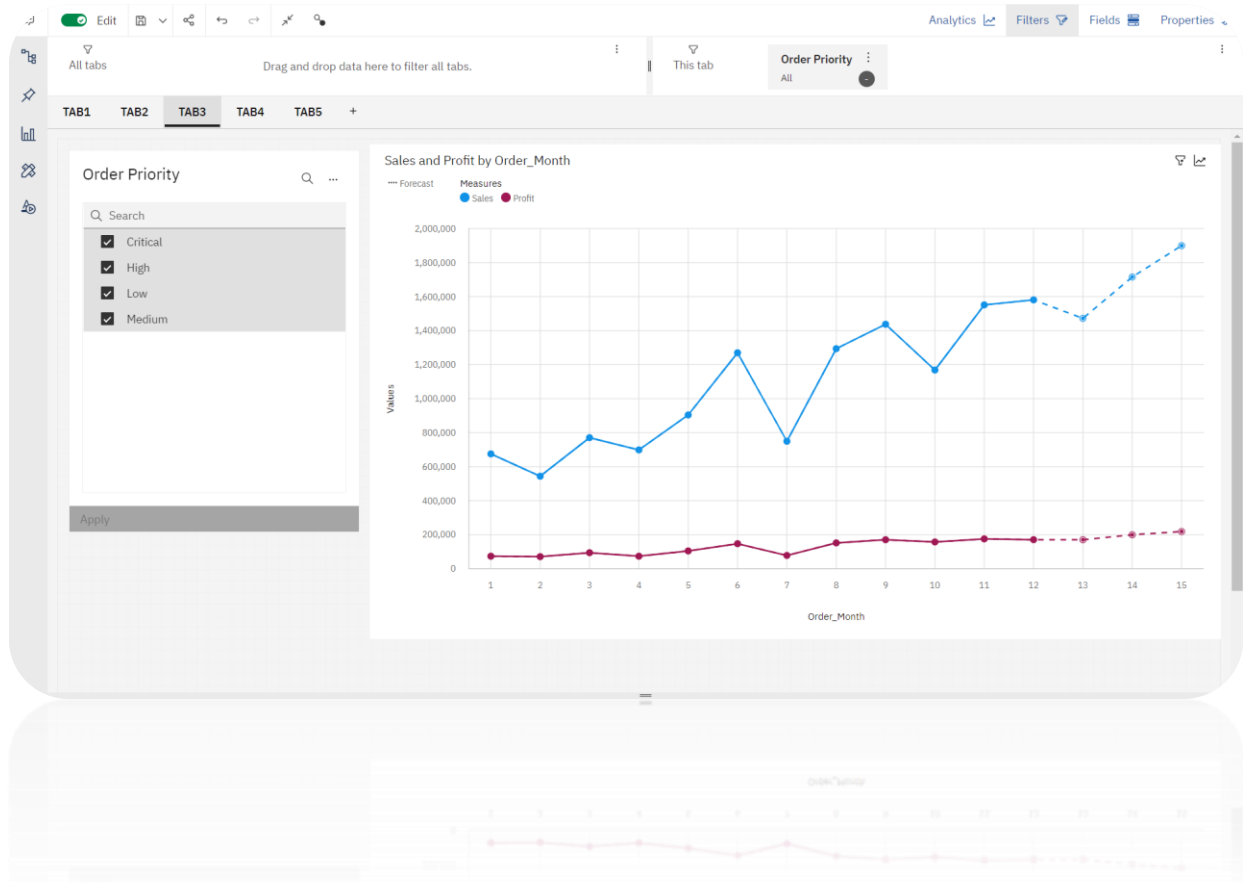 Edit
Analytics
Filters
Fields
Properties
All tabs
Drag and drop data here to filter all tabs.
This tab
Order Priority
All
TAB1
TAB2
TAB3
TAB4
TAB5
+
Order Priority
...
Search
Critical
High
Low
Medium
Apply
Sales and Profit by Order_Month
Forecast
Measures
Sales
Profit
2,000,000
1,800,000
1,600,000
1,400,000
1,200,000
1,000,000
800,000
600,000
400,000
200,000
0
Values
1 2 3 4 5 6 7 8 9 10 11 12 13 14 15
Order_Month